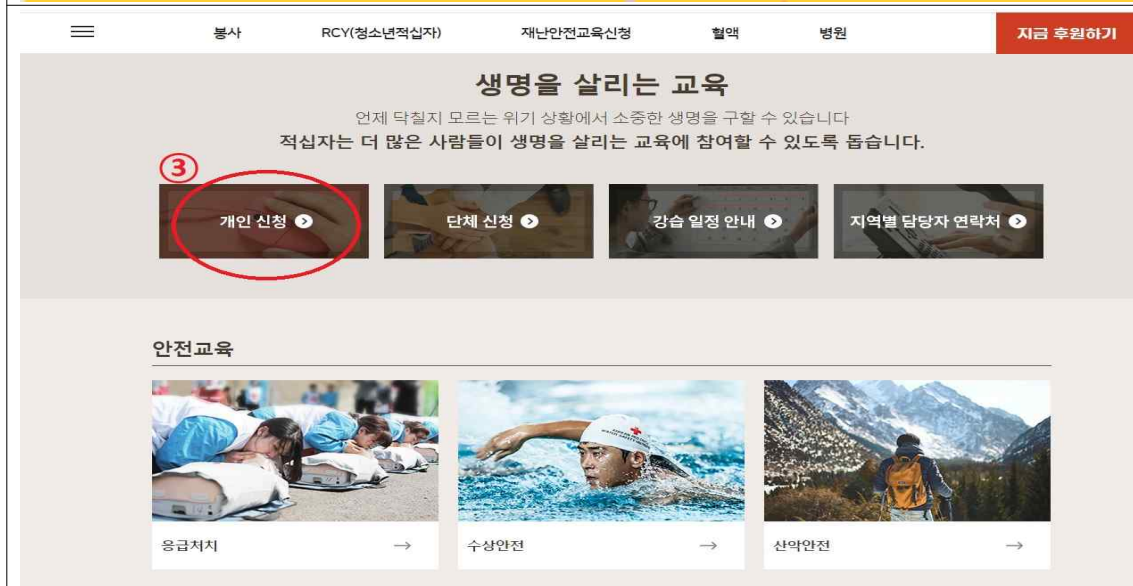 봉사 RCY(청소년적십자) 재난안전교육신청 혈액 병원 지금 후원하기
생명을 살리는 교육
언제 닥칠지 모르는 위기 상황에서 소중한 생명을 구할 수 있습니다
적십자는 더 많은 사람들이 생명을 살리는 교육에 참여할 수 있도록 돕습니다.
③
개인 신청 단체 신청 강습 일정 안내 지역별 담당자 연락처
안전교육
응급처치 → 수상안전 → 산악안전 →